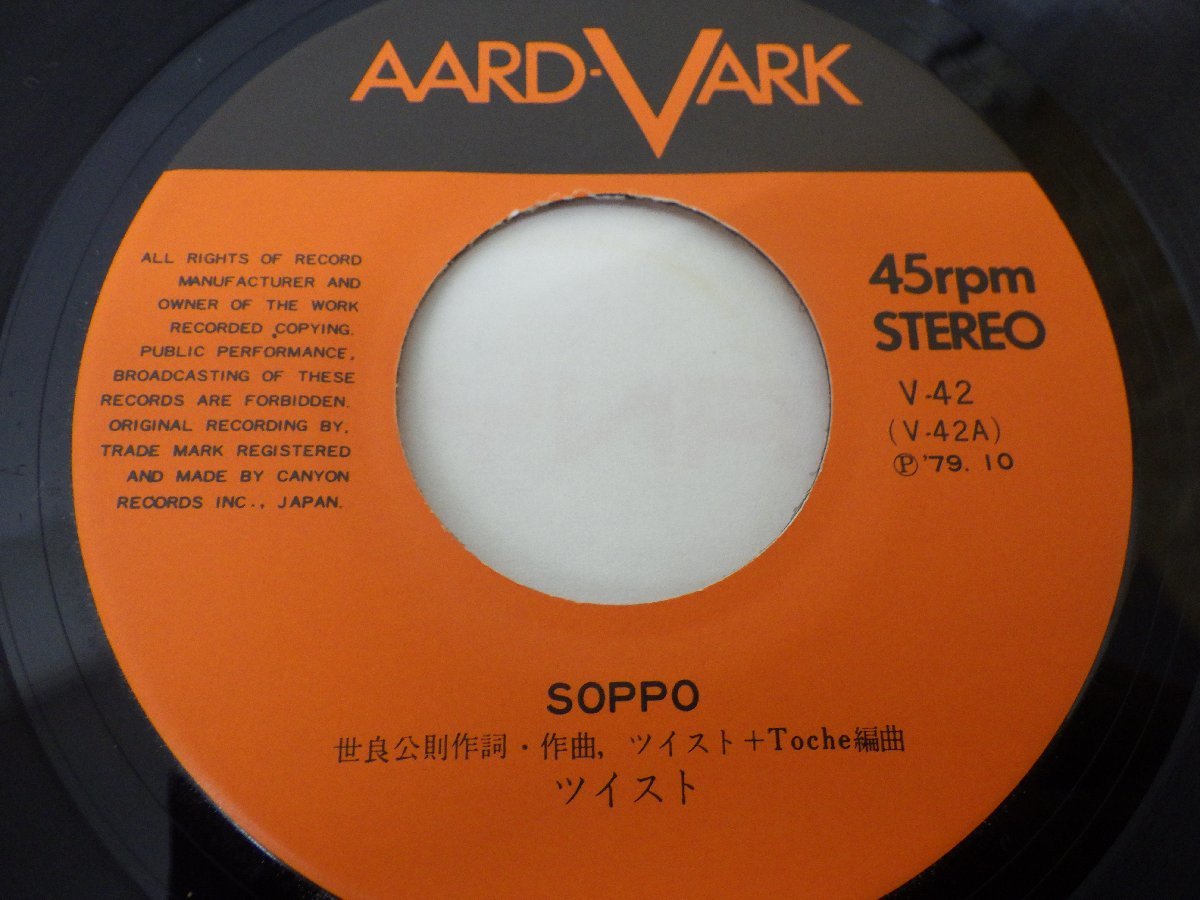 AARD-VARK
ALL RIGHTS OF RECORD
MANUFACTURER AND
OWNER OF THE WORK
RECORDED COPYING.
PUBLIC PERFORMANCE,
BROADCASTING OF THESE
RECORDS ARE FORBIDDEN.
ORIGINAL RECORDING BY,
TRADE MARK REGISTERED
AND MADE BY CANYON
RECORDS INC., JAPAN.
45rpm
STEREO
V-42
(V-42A)
Ⓟ'79.10
SOPPO
世良公則作詞・作曲, ツイスト+Toche編曲
ツイスト